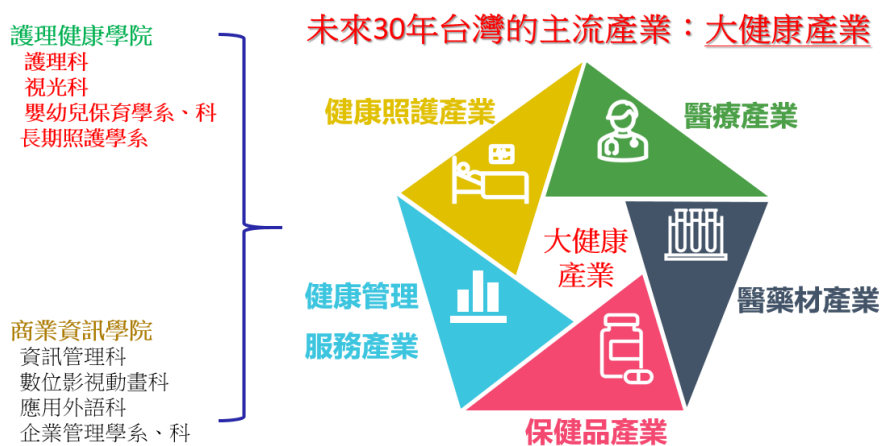 護理健康學院
護理科
視光科
嬰幼兒保育學系、科
長期照護學系
商業資訊學院
資訊管理科
數位影視動畫科
應用外語科
企業管理學系、科
未來30年台灣的主流產業：大健康產業
健康照護產業
醫療產業
大健康
產業
健康管理
服務產業
醫藥材產業
保健品產業